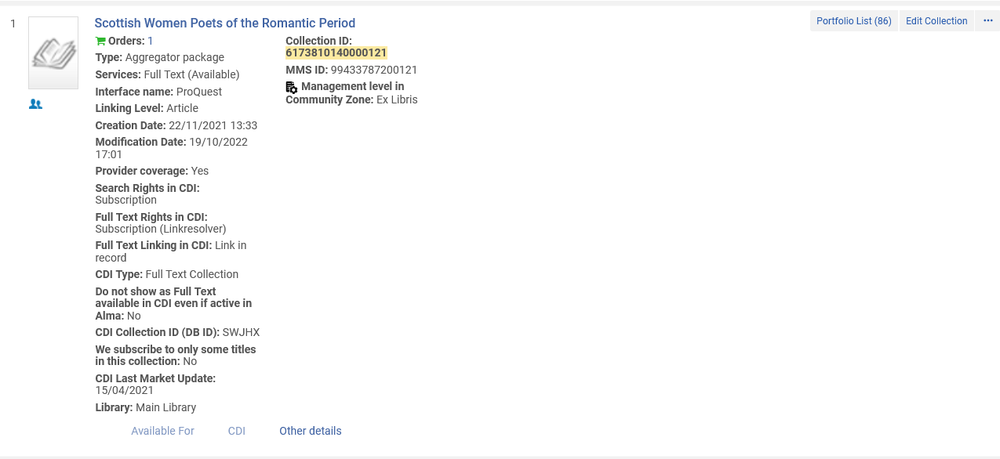 1
Scottish Women Poets of the Romantic Period
Portfolio List (86)
Edit Collection
Orders: 1
Type: Aggregator package
Services: Full Text (Available)
Interface name: ProQuest
Linking Level: Article
Creation Date: 22/11/2021 13:33
Modification Date: 19/10/2022
17:01
Provider coverage: Yes
Search Rights in CDI:
Subscription
Full Text Rights in CDI:
Subscription (Linkresolver)
Full Text Linking in CDI: Link in
record
CDI Type: Full Text Collection
Do not show as Full Text
available in CDI even if active in
Alma: No
CDI Collection ID (DB ID): SWJHX
We subscribe to only some titles
in this collection: No
CDI Last Market Update:
15/04/2021
Library: Main Library
Collection ID:
6173810140000121
MMS ID: 99433787200121
Management level in
Community Zone: Ex Libris
Available For
CDI
Other details